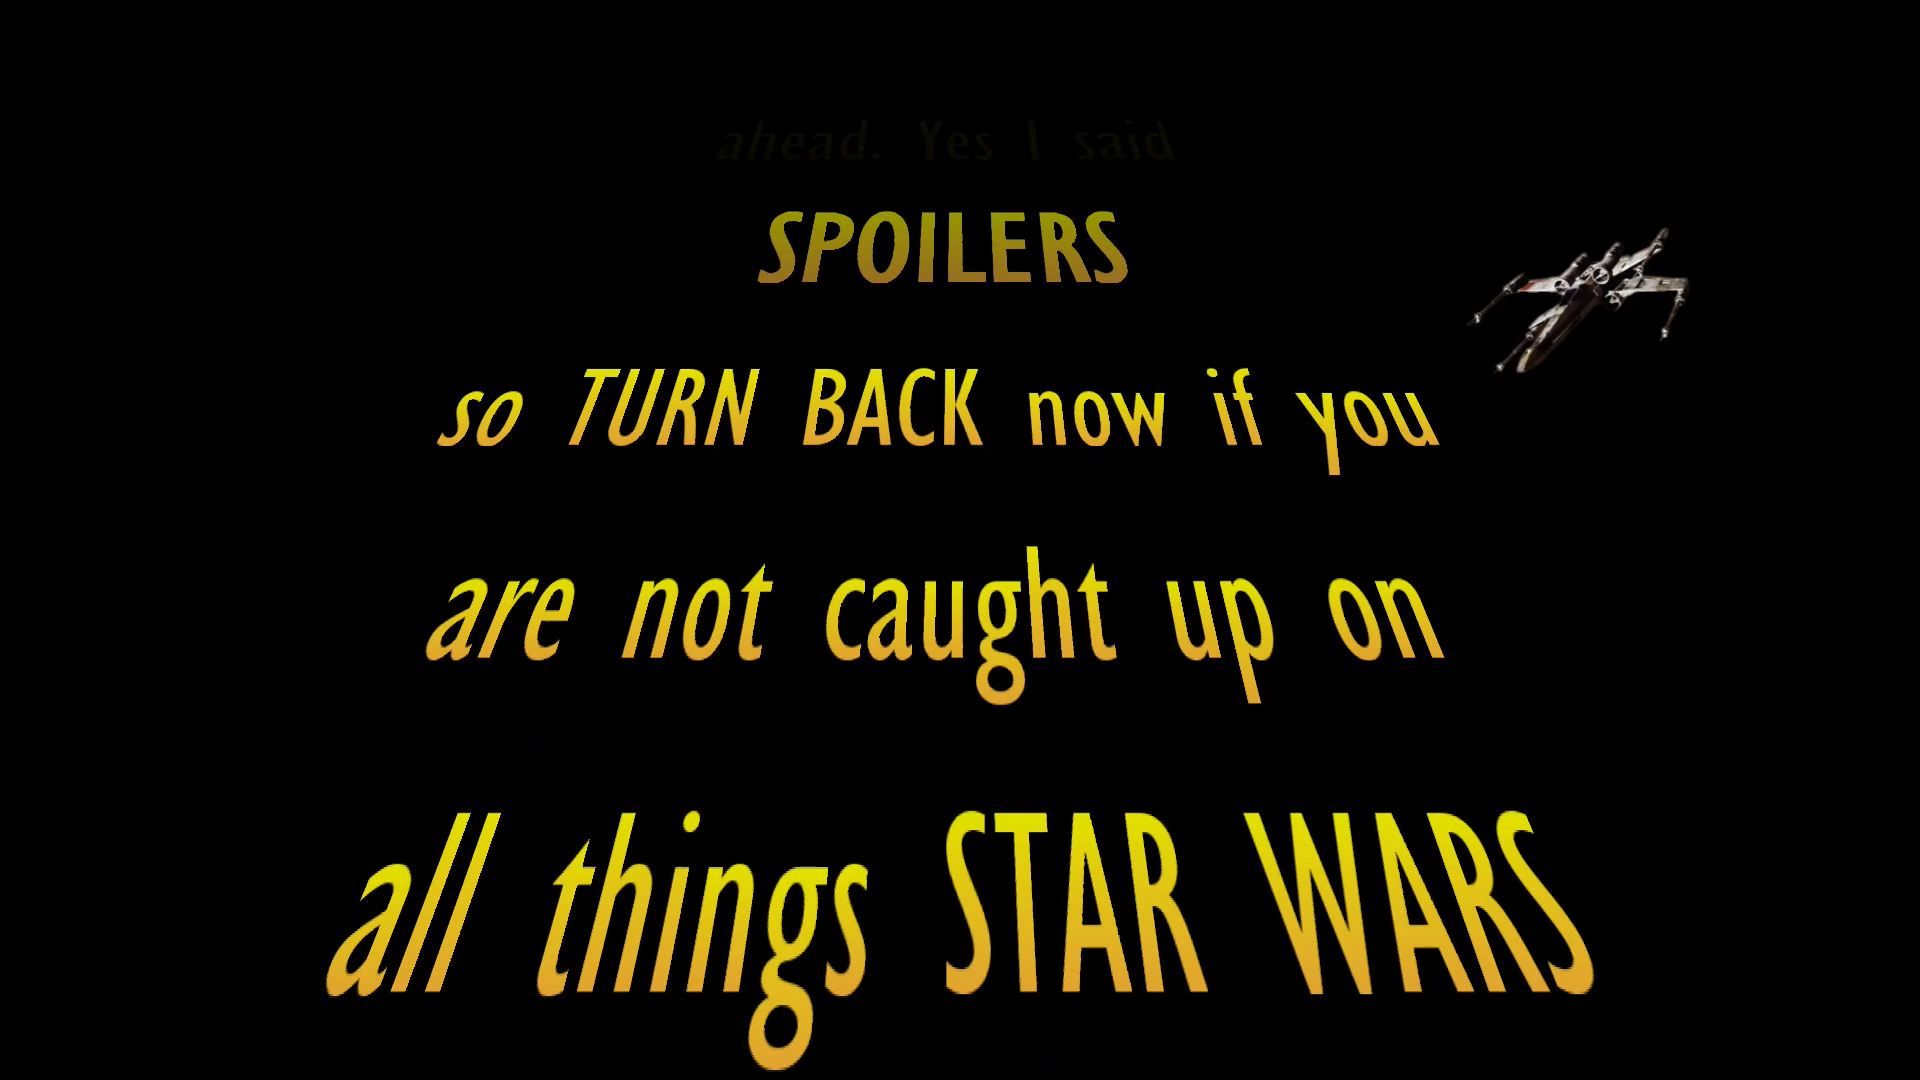 ahead. Yes I said
SPOILERS
so TURN BACK now if you
are not caught up on
all things STAR WARS